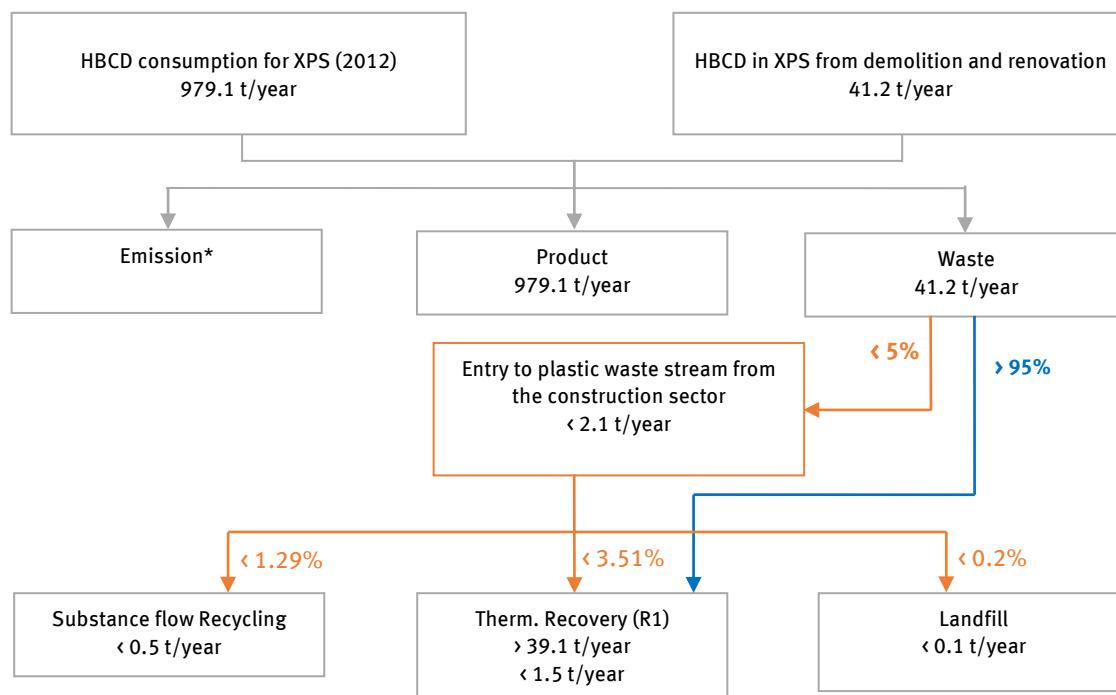 HBCD consumption for XPS (2012)
979.1 t/year
HBCD in XPS from demolition and renovation
41.2 t/year
Emission*
Product
979.1 t/year
Waste
41.2 t/year
< 5%
> 95%
Entry to plastic waste stream from
the construction sector
< 2.1 t/year
< 1.29%
< 3.51%
< 0.2%
Substance flow Recycling
< 0.5 t/year
Therm. Recovery (R1)
> 39.1 t/year
< 1.5 t/year
Landfill
< 0.1 t/year